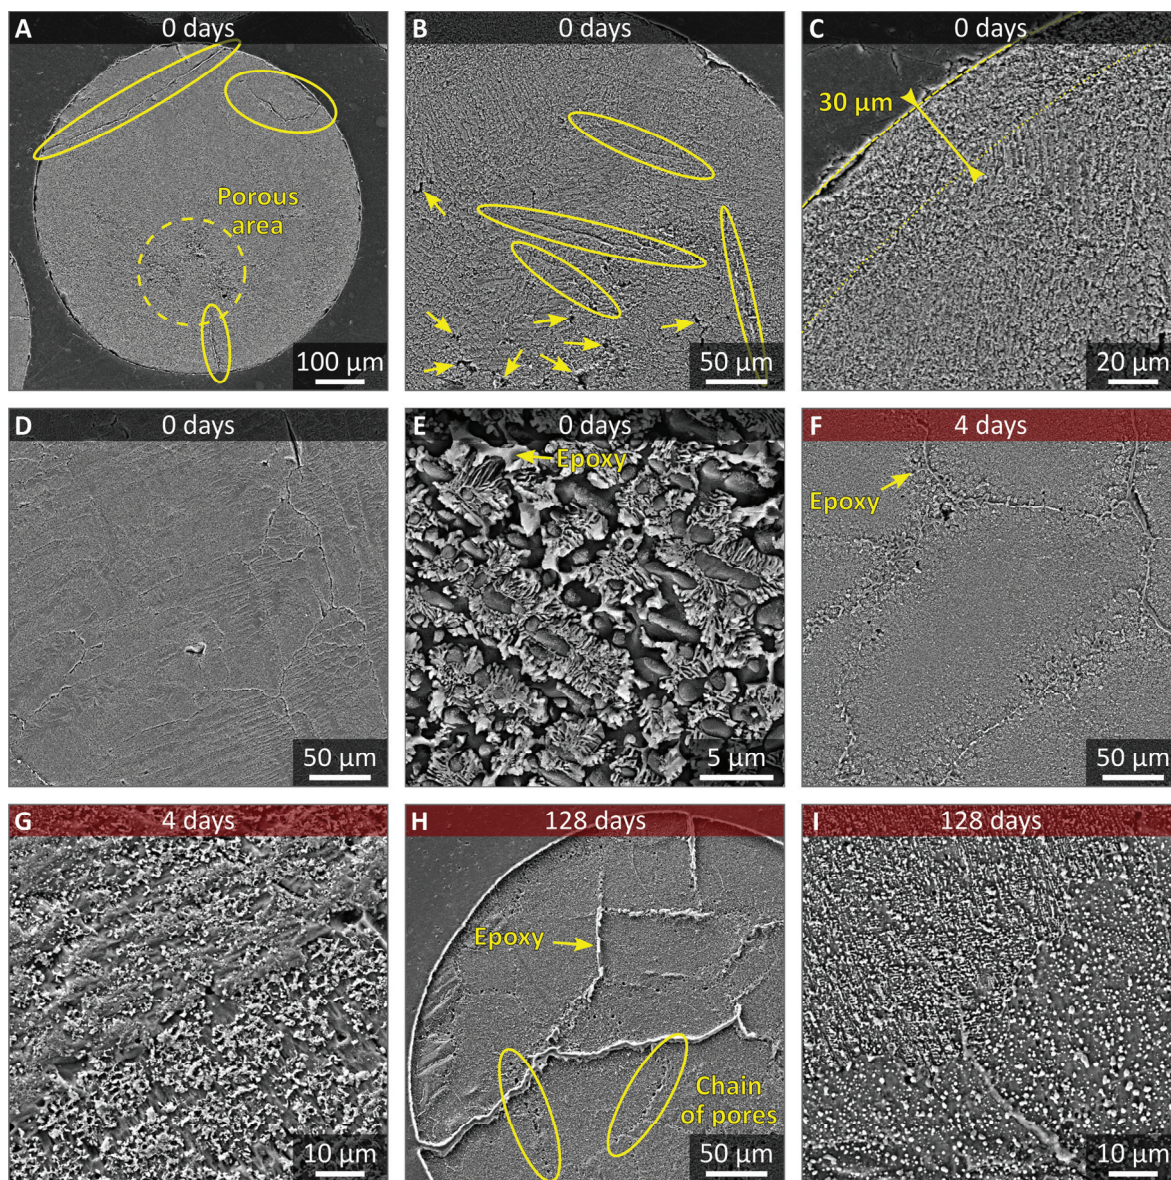 A
0 days
Porous
area
100 µm
B
0 days
50 µm
C
0 days
30 µm
20 µm
D
0 days
50 µm
E
0 days
Epoxy
5 µm
F
4 days
Epoxy
50 µm
G
4 days
10 µm
H
128 days
Epoxy
Chain
of pores
50 µm
I
128 days
10 µm